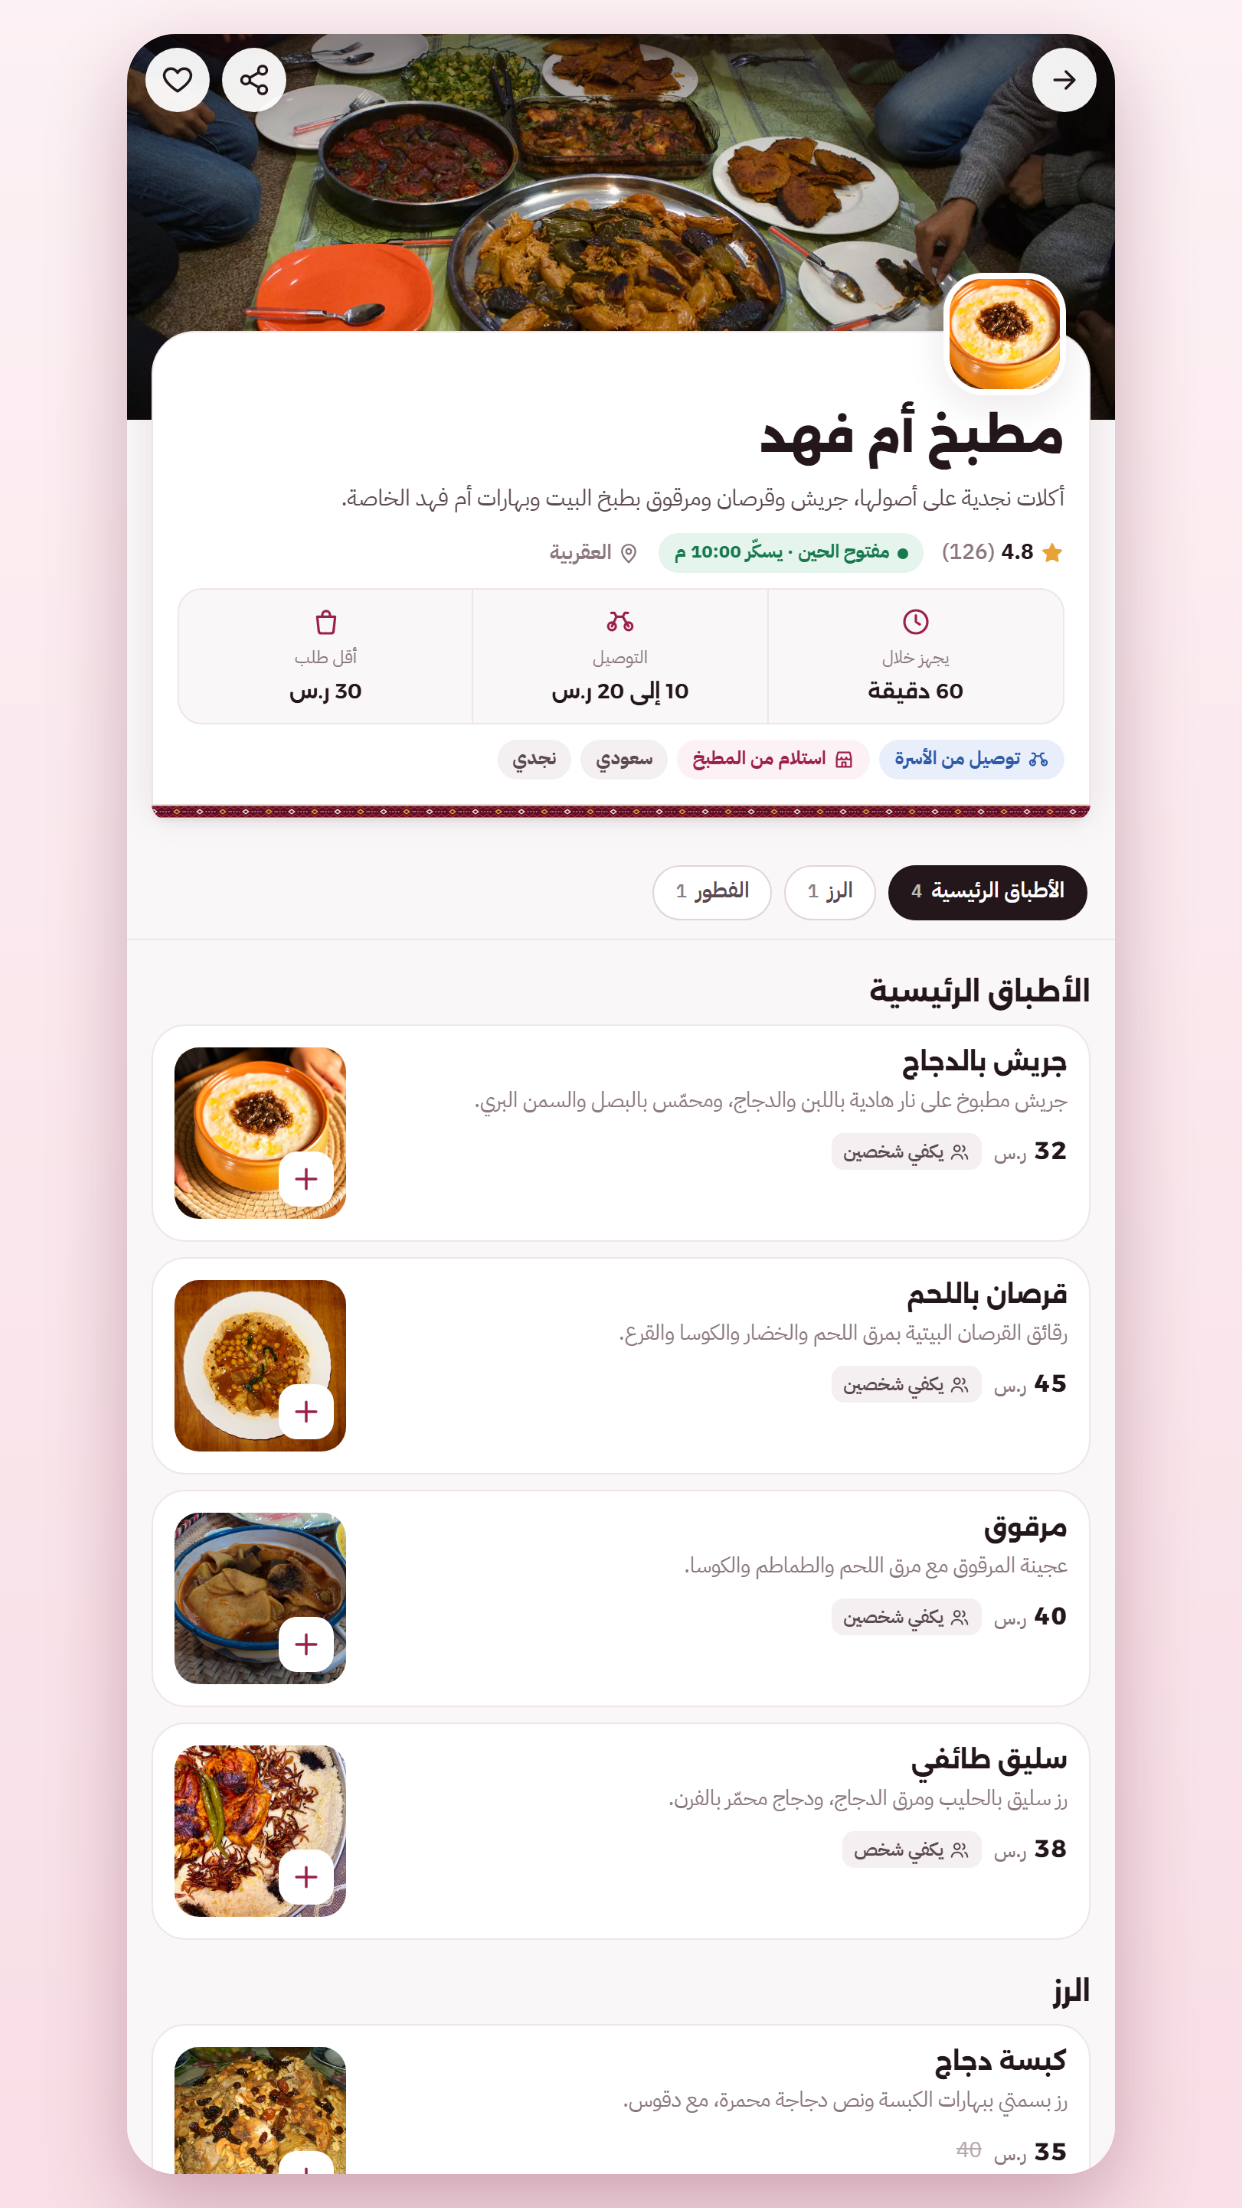 مطبخ أم فهد
أكلات نجدية على أصولها، جريش وقرصان ومرقوق بطبخ البيت وبهارات أم فهد الخاصة.
4.8 (126) مفتوح الحين · يسكّر 10:00 م العقربية
يجهز خلال التوصيل أقل طلب
60 دقيقة 10 إلى 20 ر.س 30 ر.س
توصيل من الأسرة استلام من المطبخ سعودي نجدي
الأطباق الرئيسية 4 الرز 1 الفطور 1
الأطباق الرئيسية
جريش بالدجاج
جريش مطبوخ على نار هادية باللبن والدجاج، ومحمّس بالبصل والسمن البري.
32 ر.س يكفي شخصين
قرصان باللحم
رقائق القرصان البيتية بمرق اللحم والخضار والكوسا والقرع.
45 ر.س يكفي شخصين
مرقوق
عجينة المرقوق مع مرق اللحم والطماطم والكوسا.
40 ر.س يكفي شخصين
سليق طائفي
رز سليق بالحليب ومرق الدجاج، ودجاج محمّر بالفرن.
38 ر.س يكفي شخص
الرز
كبسة دجاج
رز بسمتي ببهارات الكبسة ونص دجاجة محمرة، مع دقوس.
35 ر.س 40